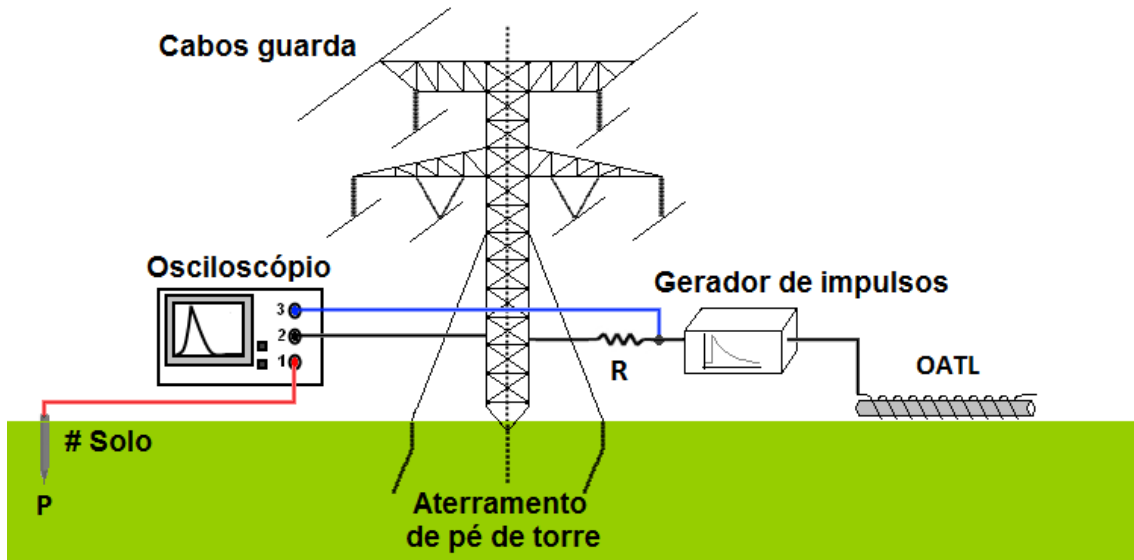 Cabos guarda
Osciloscópio
3
2
1
Gerador de impulsos
R
OATL
# Solo
P
Aterramento
de pé de torre